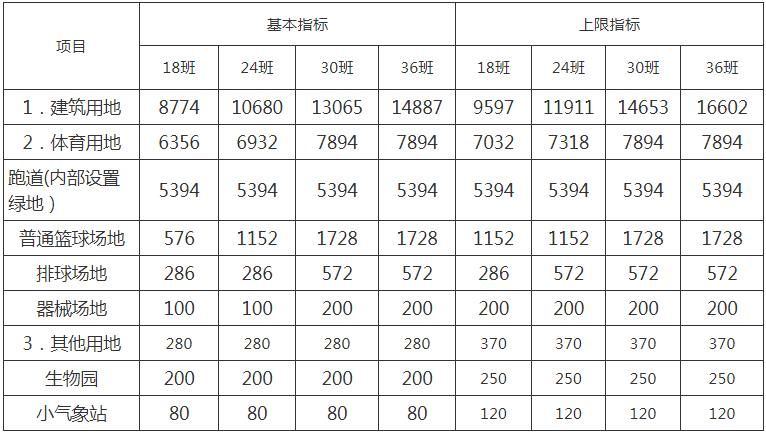 项目 基本指标 上限指标
18班 24班 30班 36班 18班 24班 30班 36班
1．建筑用地 8774 10680 13065 14887 9597 11911 14653 16602
2．体育用地 6356 6932 7894 7894 7032 7318 7894 7894
跑道(内部设置
绿地） 5394 5394 5394 5394 5394 5394 5394 5394
普通篮球场地 576 1152 1728 1728 1152 1152 1728 1728
排球场地 286 286 572 572 286 572 572 572
器械场地 100 100 200 200 200 200 200 200
3．其他用地 280 280 280 280 370 370 370 370
生物园 200 200 200 200 250 250 250 250
小气象站 80 80 80 80 120 120 120 120